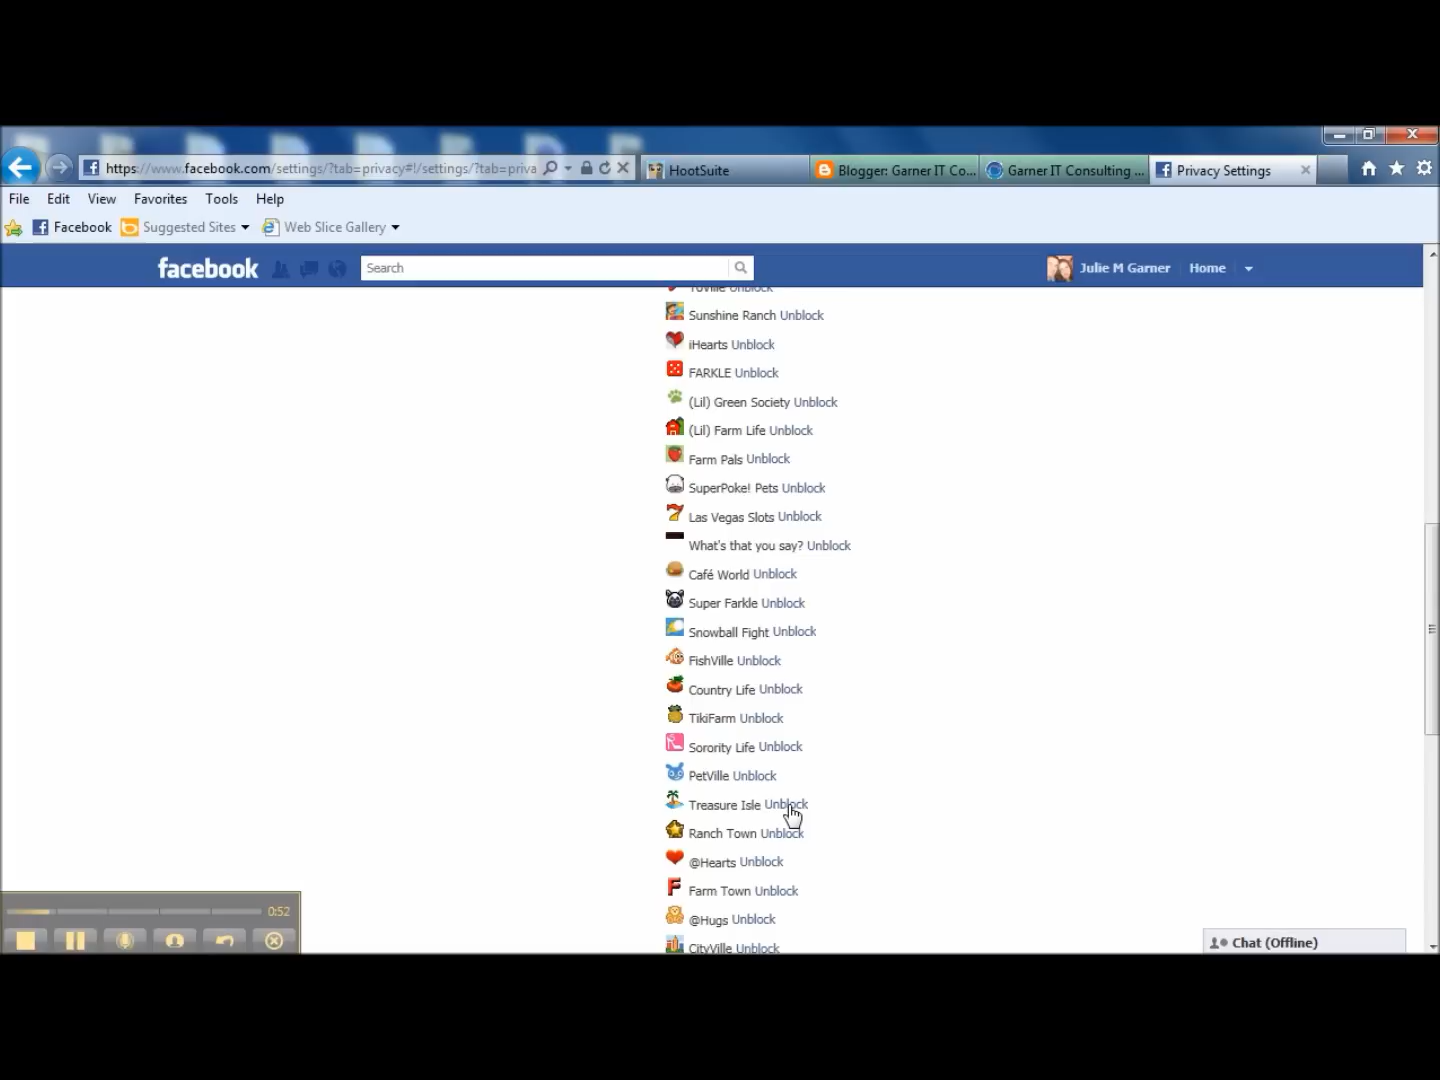 https://www.facebook.com/settings/?tab=privacy#!/settings/?tab=priva
HootSuite
Blogger: Garner IT Co...
Garner IT Consulting ...
Privacy Settings
File Edit View Favorites Tools Help
Facebook Suggested Sites Web Slice Gallery
facebook Search Julie M Garner Home
YoVille Unblock
Sunshine Ranch Unblock
iHearts Unblock
FARKLE Unblock
(Lil) Green Society Unblock
(Lil) Farm Life Unblock
Farm Pals Unblock
SuperPoke! Pets Unblock
Las Vegas Slots Unblock
What's that you say? Unblock
Café World Unblock
Super Farkle Unblock
Snowball Fight Unblock
FishVille Unblock
Country Life Unblock
TikiFarm Unblock
Sorority Life Unblock
PetVille Unblock
Treasure Isle Unblock
Ranch Town Unblock
@Hearts Unblock
Farm Town Unblock
@Hugs Unblock
CityVille Unblock
0:52
Chat (Offline)